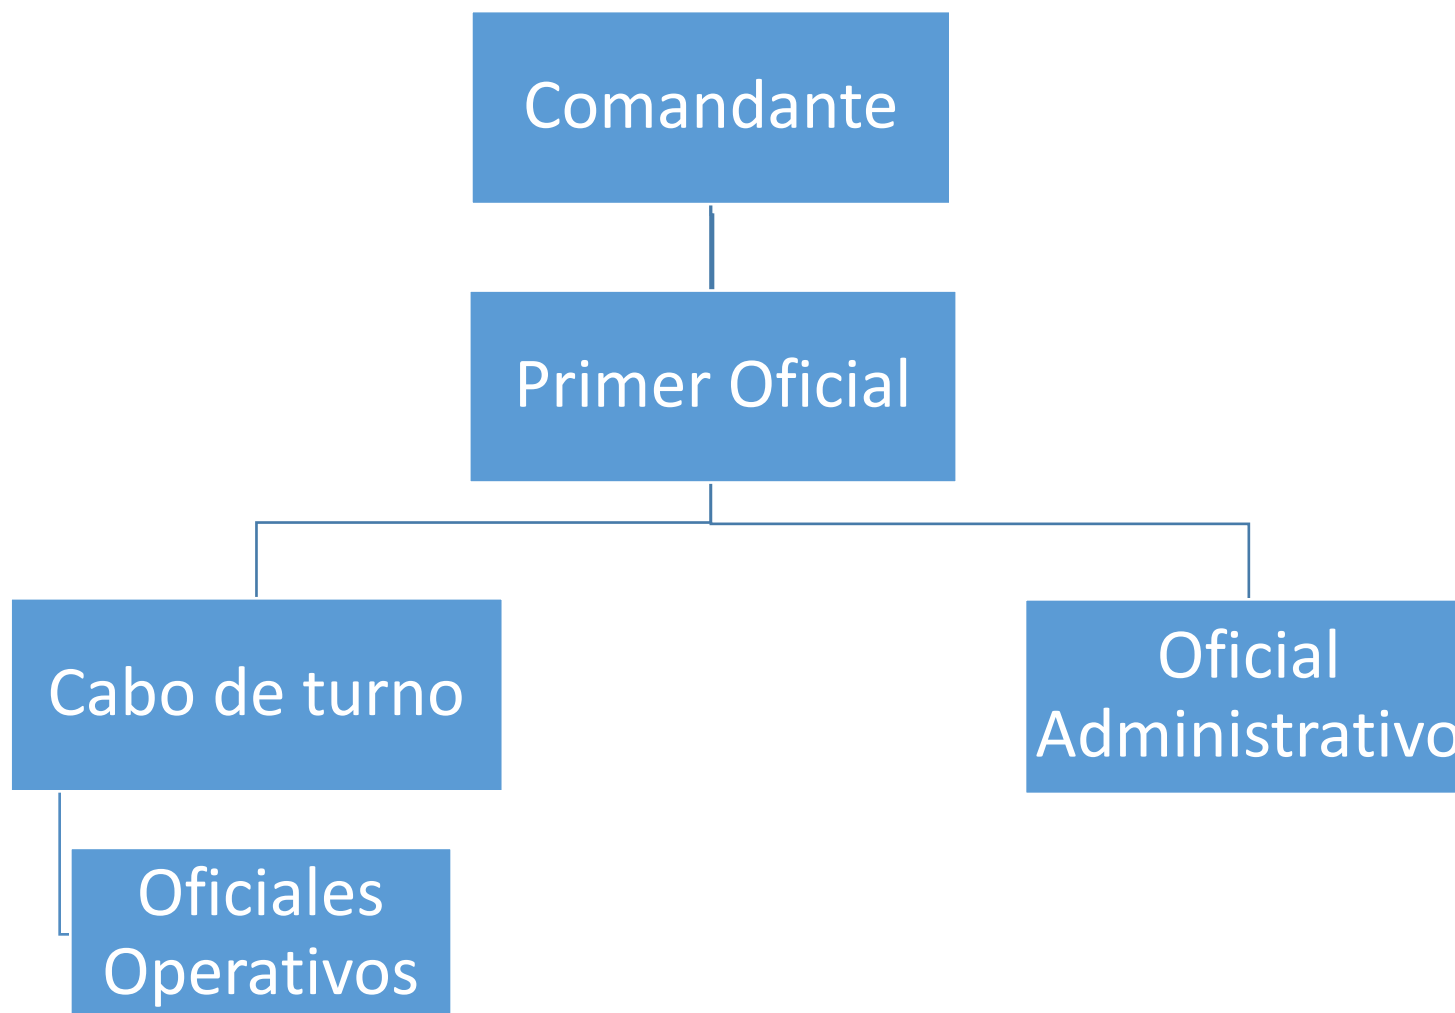 Comandante
Primer Oficial
Cabo de turno
Oficial
Administrativo
Oficiales
Operativos